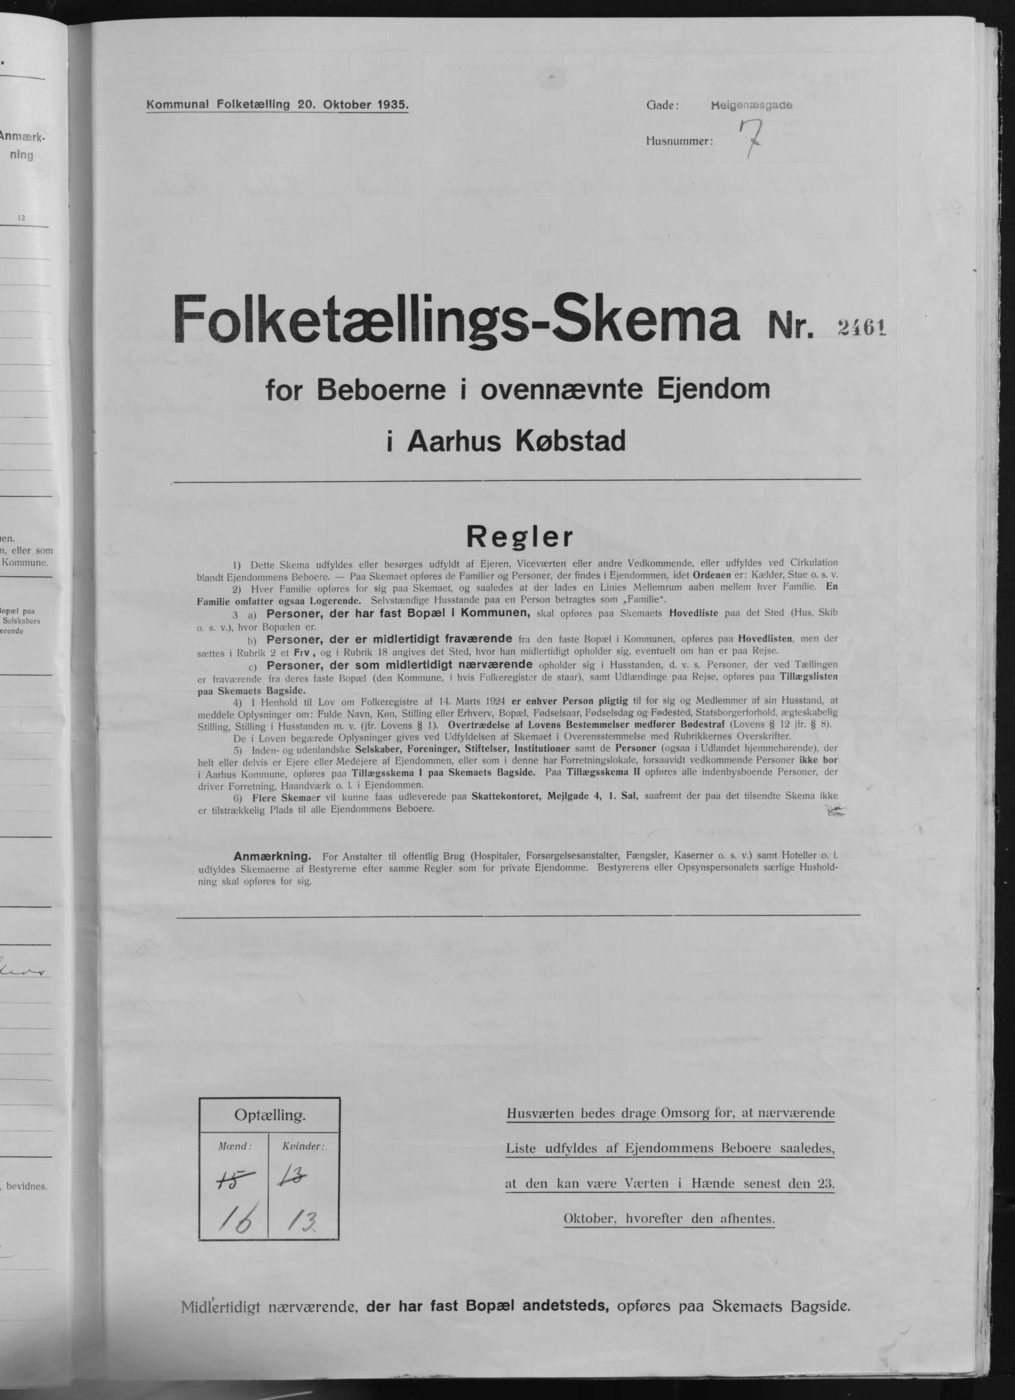 Anmærk-
ning
12
en.
n, eller som
Kommune.
opæl paa
Selskabers
ærende
, bevidnes.
Kommunal Folketælling 20. Oktober 1935.
Gade: Helgenæsgade
Husnummer: 7
Folketællings-Skema Nr. 2461
for Beboerne i ovennævnte Ejendom
i Aarhus Købstad
Regler
1) Dette Skema udfyldes eller besørges udfyldt af Ejeren, Viceværten eller andre Vedkommende, eller udfyldes ved Cirkulation
blandt Ejendommens Beboere. — Paa Skemaet opføres de Familier og Personer, der findes i Ejendommen, idet Ordenen er: Kælder, Stue o. s. v.
2) Hver Familie opføres for sig paa Skemaet, og saaledes at der lades en Linies Mellemrum aaben mellem hver Familie. En
Familie omfatter ogsaa Logerende. Selvstændige Husstande paa en Person betragtes som „Familie“.
3 a) Personer, der har fast Bopæl i Kommunen, skal opføres paa Skemaets Hovedliste paa det Sted (Hus, Skib
o. s. v.), hvor Bopælen er.
b) Personer, der er midlertidigt fraværende fra den faste Bopæl i Kommunen, opføres paa Hovedlisten, men der
sættes i Rubrik 2 et Frv, og i Rubrik 18 angives det Sted, hvor han midlertidigt opholder sig, eventuelt om han er paa Rejse.
c) Personer, der som midlertidigt nærværende opholder sig i Husstanden, d. v. s. Personer, der ved Tællingen
er fraværende fra deres faste Bopæl (den Kommune, i hvis Folkeregister de staar), samt Udlændinge paa Rejse, opføres paa Tillægslisten
paa Skemaets Bagside.
4) I Henhold til Lov om Folkeregistre af 14. Marts 1924 er enhver Person pligtig til for sig og Medlemmer af sin Husstand, at
meddele Oplysninger om: Fulde Navn, Køn, Stilling eller Erhverv, Bopæl, Fødselsaar, Fødselsdag og Fødested, Statsborgerforhold, ægteskabelig
Stilling, Stilling i Husstanden m. v. (jfr. Lovens § 1). Overtrædelse af Lovens Bestemmelser medfører Bødestraf (Lovens § 12 jfr. § 8).
De i Loven begærede Oplysninger gives ved Udfyldelsen af Skemaet i Overensstemmelse med Rubrikkernes Overskrifter.
5) Inden- og udenlandske Selskaber, Foreninger, Stiftelser, Institutioner samt de Personer (ogsaa i Udlandet hjemmehørende), der
helt eller delvis er Ejere eller Medejere af Ejendommen, eller som i denne har Forretningslokale, forsaavidt vedkommende Personer ikke bor
i Aarhus Kommune, opføres paa Tillægsskema I paa Skemaets Bagside. Paa Tillægsskema II opføres alle indenbysboende Personer, der
driver Forretning, Haandværk o. l. i Ejendommen.
6) Flere Skemaer vil kunne faas udleverede paa Skattekontoret, Mejlgade 4, 1. Sal, saafremt der paa det tilsendte Skema ikke
er tilstrækkelig Plads til alle Ejendommens Beboere.
Anmærkning. For Anstalter til offentlig Brug (Hospitaler, Forsørgelsesanstalter, Fængsler, Kaserner o. s. v.) samt Hoteller o. l.
udfyldes Skemaerne af Bestyrerne efter samme Regler som for private Ejendomme. Bestyrerens eller Opsynspersonalets særlige Hushold-
ning skal opføres for sig.
Optælling.
Mænd: Kvinder:
15 13
16 13
Husværten bedes drage Omsorg for, at nærværende
Liste udfyldes af Ejendommens Beboere saaledes,
at den kan være Værten i Hænde senest den 23.
Oktober, hvorefter den afhentes.
Midlertidigt nærværende, der har fast Bopæl andetsteds, opføres paa Skemaets Bagside.